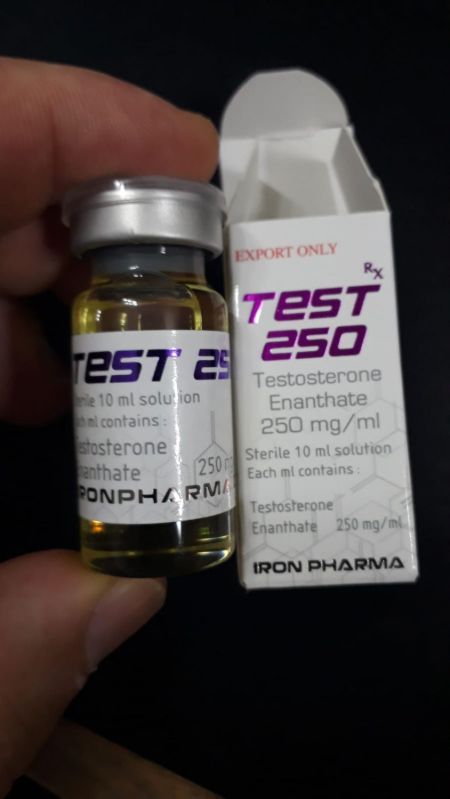 TEST 25
Sterile 10 ml solution
Each ml contains :
Testosterone
Enanthate
250 m
IRONPHARMA
EXPORT ONLY
Rx
TEST
250
Testosterone
Enanthate
250 mg/ml
Sterile 10 ml solution
Each ml contains :
Testosterone
Enanthate 250 mg/ml
IRON PHARMA